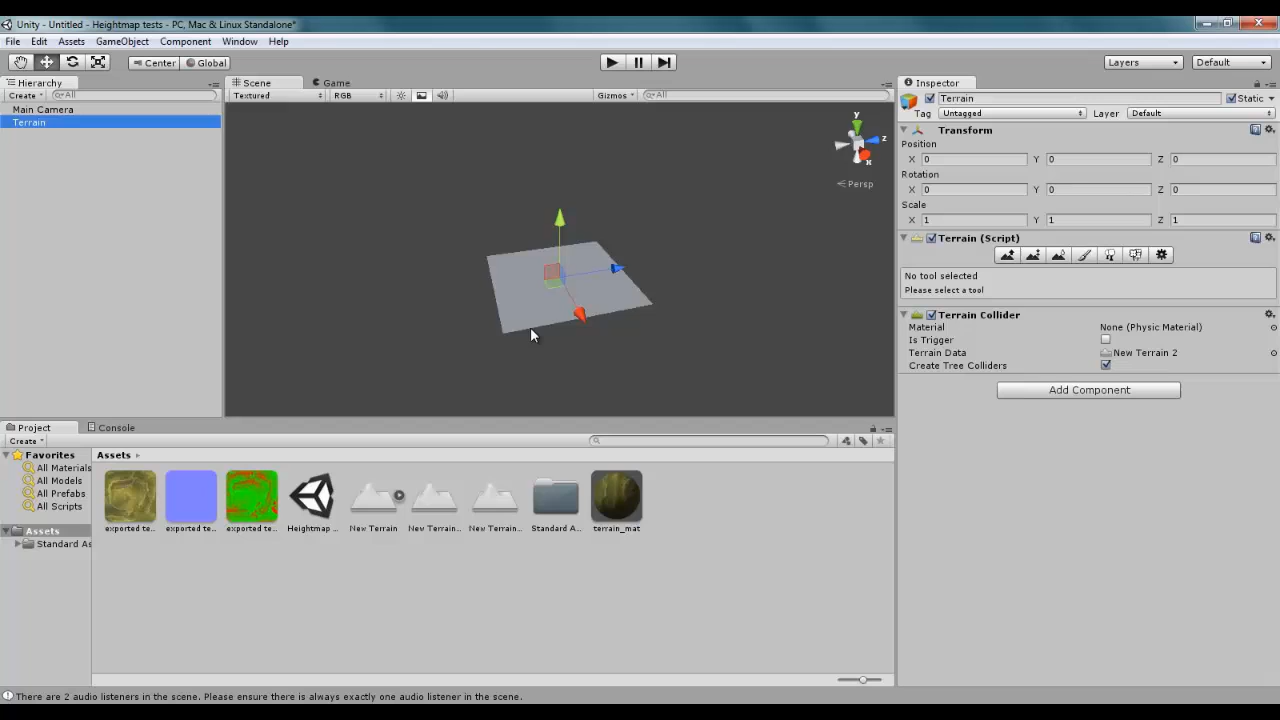 Unity - Untitled - Heightmap tests - PC, Mac & Linux Standalone*
File Edit Assets GameObject Component Window Help
Center Global Layers Default
Hierarchy
Create All
Main Camera
Terrain
Scene Game
Textured RGB Gizmos All
y
z
x
Persp
Inspector
Terrain Static
Tag Untagged Layer Default
Transform
Position
X 0 Y 0 Z 0
Rotation
X 0 Y 0 Z 0
Scale
X 1 Y 1 Z 1
Terrain (Script)
No tool selected
Please select a tool
Terrain Collider
Material None (Physic Material)
Is Trigger
Terrain Data New Terrain 2
Create Tree Colliders
Add Component
Project Console
Create
Favorites
All Materials
All Models
All Prefabs
All Scripts
Assets
Standard As
Assets
exported te... exported te... exported te... Heightmap ... New Terrain New Terrain... New Terrain... Standard A... terrain_mat
There are 2 audio listeners in the scene. Please ensure there is always exactly one audio listener in the scene.